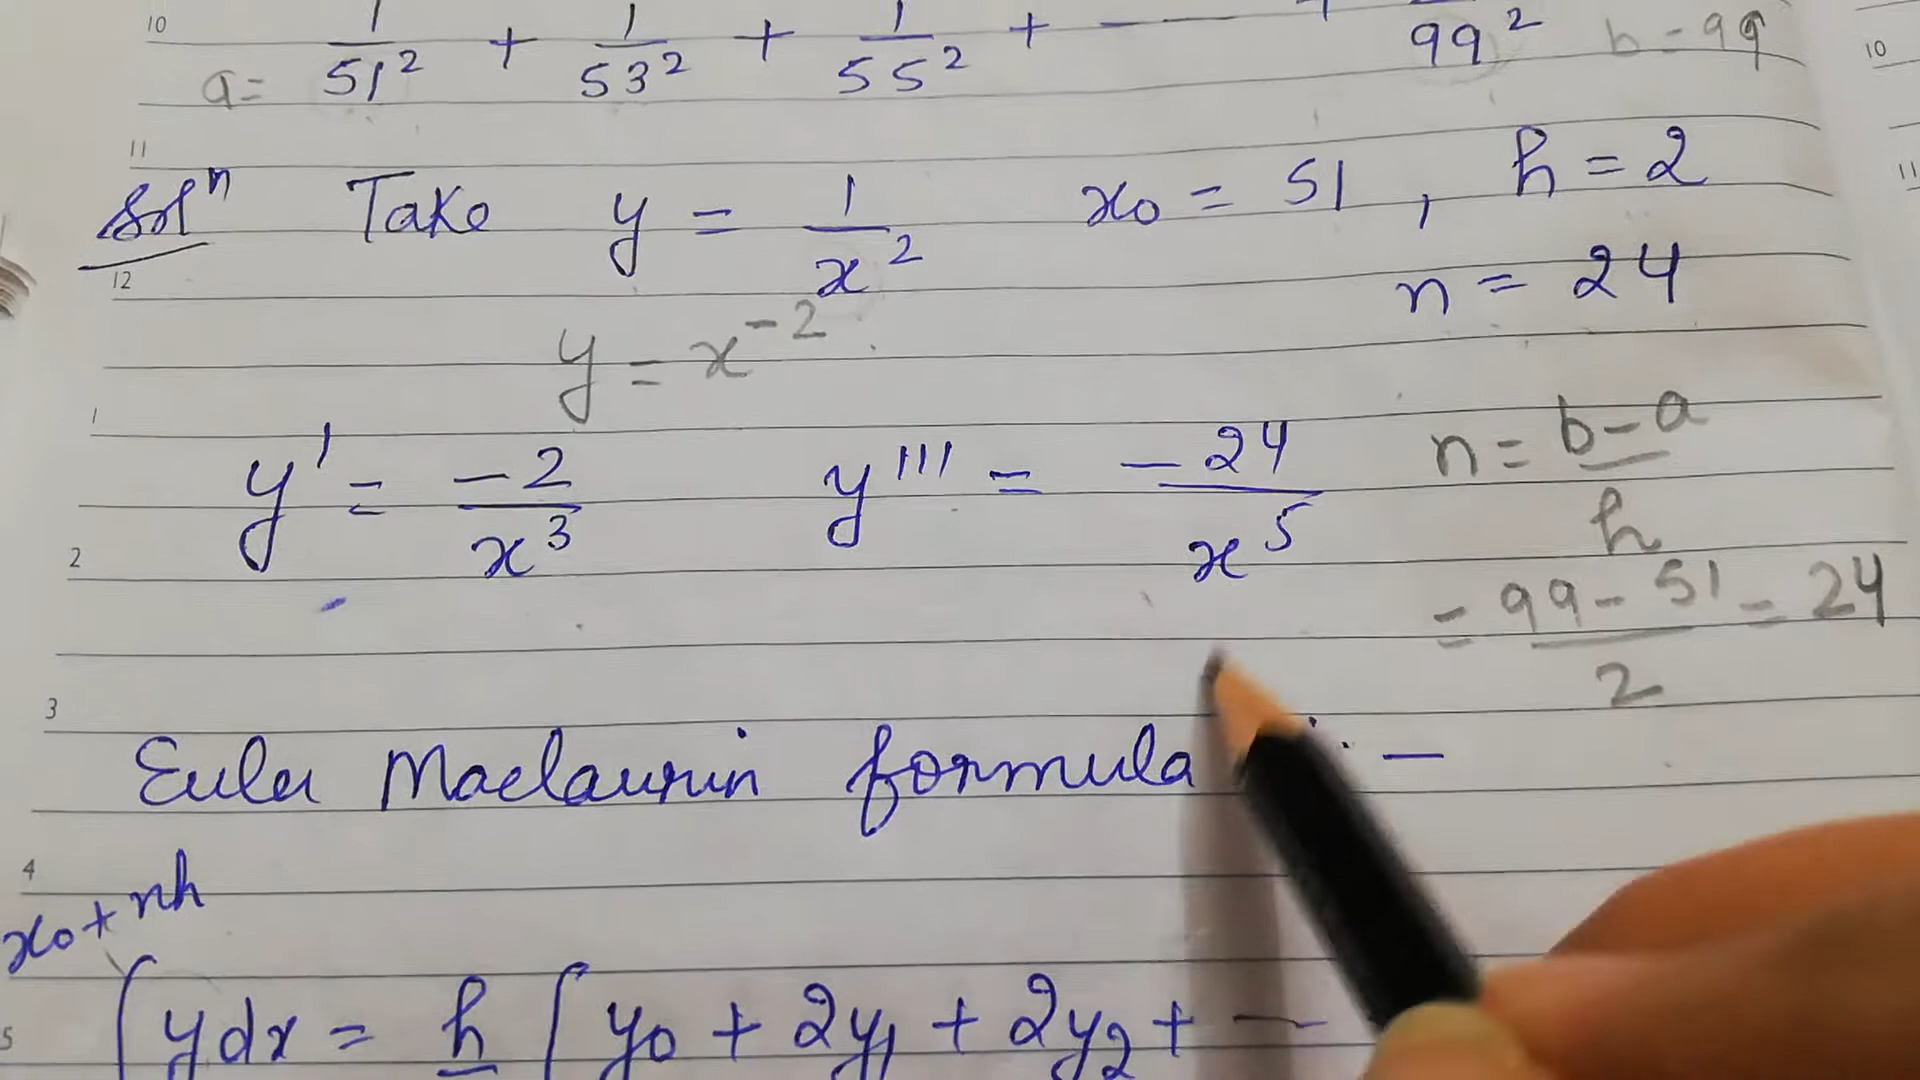 10
a= 1/51² + 1/53² + 1/55² + — + /99² b=99
10
11
11
Solⁿ Take y = 1/x² x₀ = 51, h = 2
12
n = 24
y = x⁻²
1
y' = -2/x³ y''' = -24/x⁵ n = b-a/h
2
= 99-51/2 = 24
3
Euler Maclaurin formula :-
4
x₀+nh
5
∫ydx = h [y₀ + 2y₁ + 2y₂ + —